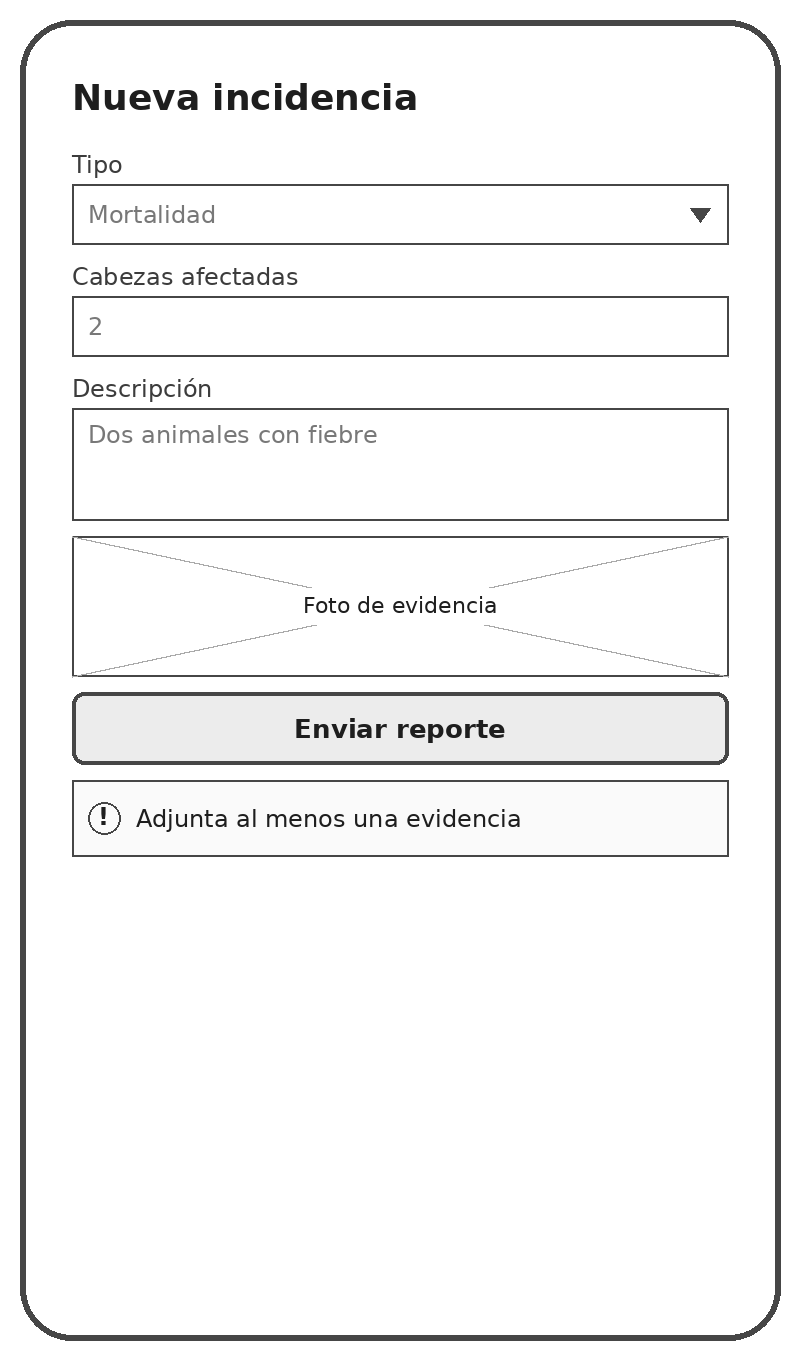 Nueva incidencia
Tipo
Mortalidad
Cabezas afectadas
2
Descripción
Dos animales con fiebre
Foto de evidencia
Enviar reporte
! Adjunta al menos una evidencia